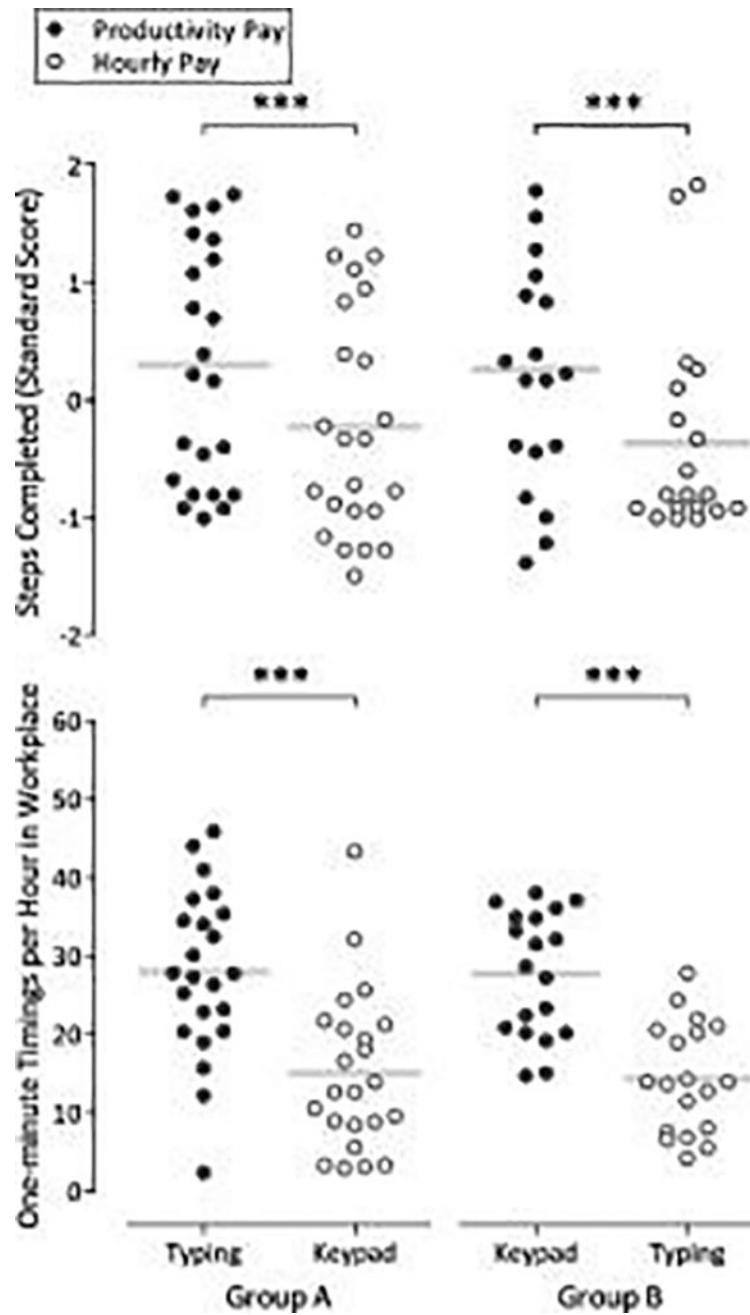 Productivity Pay
Hourly Pay
*** ***
Steps Completed (Standard Score)
2
1
0
-1
-2
*** ***
One-minute Timings per Hour in Workplace
60
50
40
30
20
10
0
Typing Keypad Keypad Typing
Group A Group B